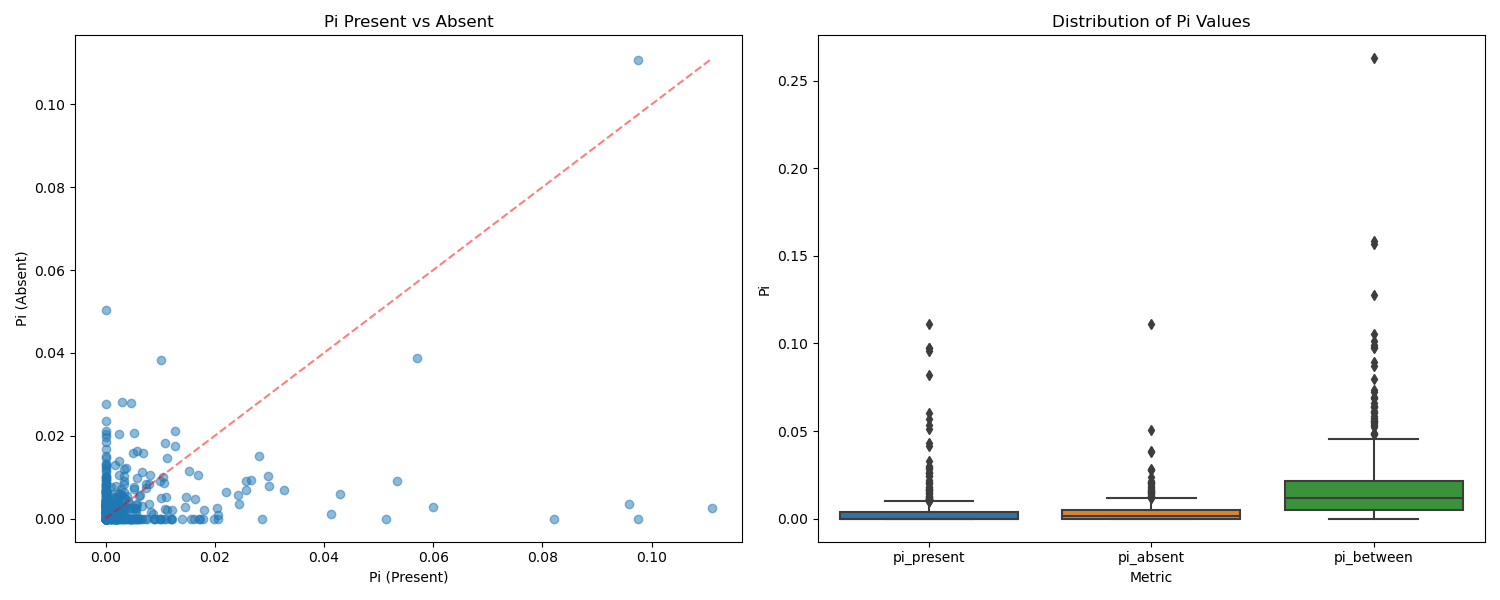 Pi Present vs Absent
Pi (Absent)
0.10
0.08
0.06
0.04
0.02
0.00
0.00
0.02
0.04
0.06
0.08
0.10
Pi (Present)
Distribution of Pi Values
Pi
0.25
0.20
0.15
0.10
0.05
0.00
pi_present
pi_absent
pi_between
Metric